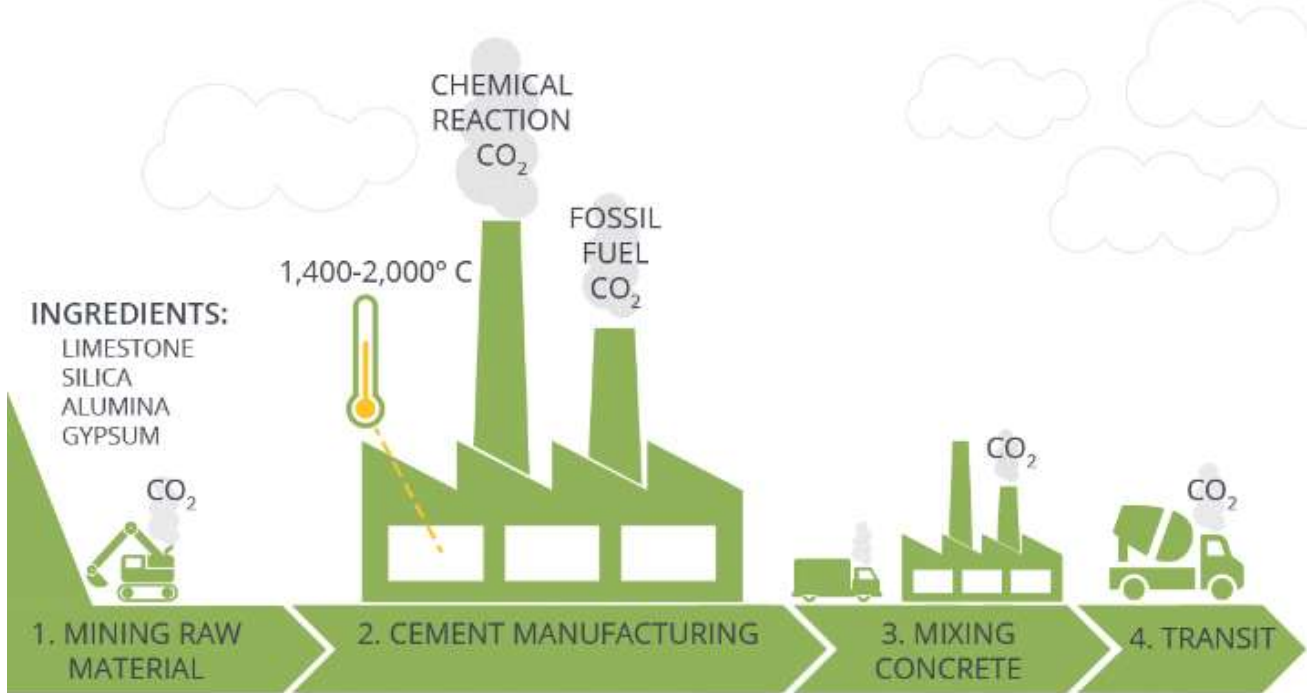 CHEMICAL
REACTION
CO₂
FOSSIL
FUEL
CO₂
1,400-2,000° C
INGREDIENTS:
LIMESTONE
SILICA
ALUMINA
GYPSUM
CO₂
CO₂
CO₂
1. MINING RAW
MATERIAL
2. CEMENT MANUFACTURING
3. MIXING
CONCRETE
4. TRANSIT